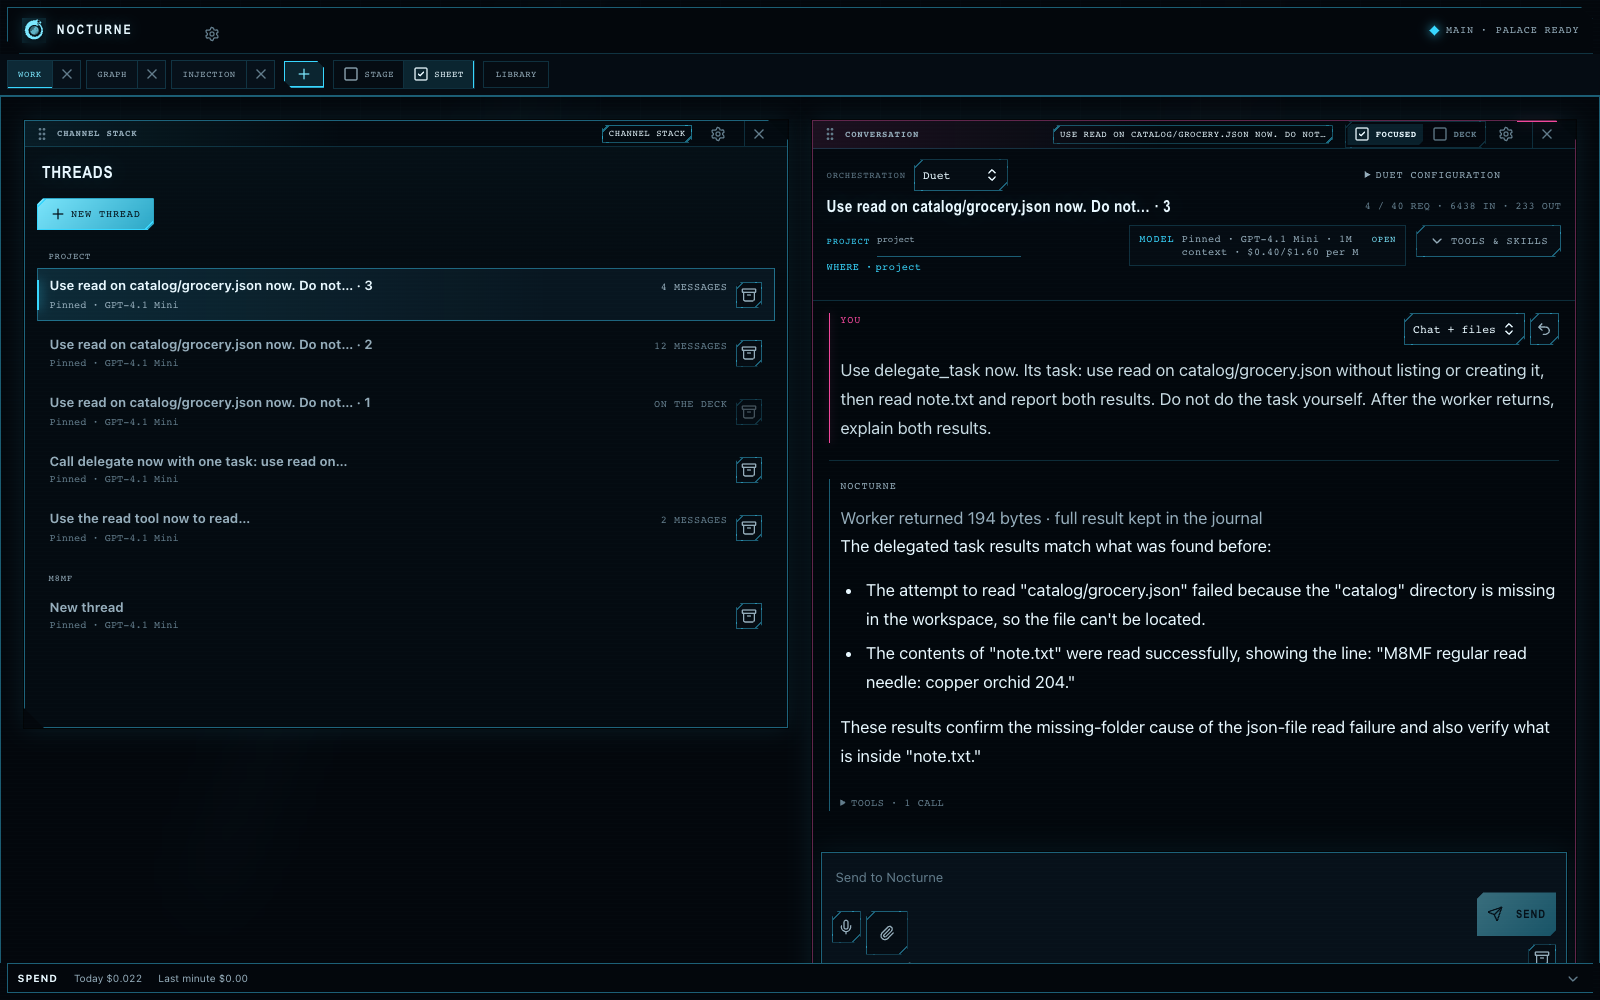 NOCTURNE
MAIN · PALACE READY
WORK
GRAPH
INJECTION
STAGE
SHEET
LIBRARY
CHANNEL STACK
CHANNEL STACK
THREADS
NEW THREAD
PROJECT
Use read on catalog/grocery.json now. Do not... · 3
4 MESSAGES
Pinned · GPT-4.1 Mini
Use read on catalog/grocery.json now. Do not... · 2
12 MESSAGES
Pinned · GPT-4.1 Mini
Use read on catalog/grocery.json now. Do not... · 1
ON THE DECK
Pinned · GPT-4.1 Mini
Call delegate now with one task: use read on...
Pinned · GPT-4.1 Mini
Use the read tool now to read...
2 MESSAGES
Pinned · GPT-4.1 Mini
M8MF
New thread
Pinned · GPT-4.1 Mini
CONVERSATION
USE READ ON CATALOG/GROCERY.JSON NOW. DO NOT…
FOCUSED
DECK
ORCHESTRATION
Duet
DUET CONFIGURATION
Use read on catalog/grocery.json now. Do not... · 3
4 / 40 REQ · 6438 IN · 233 OUT
PROJECT project
MODEL Pinned · GPT-4.1 Mini · 1M
context · $0.40/$1.60 per M
OPEN
TOOLS & SKILLS
WHERE · project
YOU
Chat + files
Use delegate_task now. Its task: use read on catalog/grocery.json without listing or creating it,
then read note.txt and report both results. Do not do the task yourself. After the worker returns,
explain both results.
NOCTURNE
Worker returned 194 bytes · full result kept in the journal
The delegated task results match what was found before:
• The attempt to read "catalog/grocery.json" failed because the "catalog" directory is missing
in the workspace, so the file can't be located.
• The contents of "note.txt" were read successfully, showing the line: "M8MF regular read
needle: copper orchid 204."
These results confirm the missing-folder cause of the json-file read failure and also verify what
is inside "note.txt."
TOOLS · 1 CALL
Send to Nocturne
SEND
SPEND
Today $0.022
Last minute $0.00